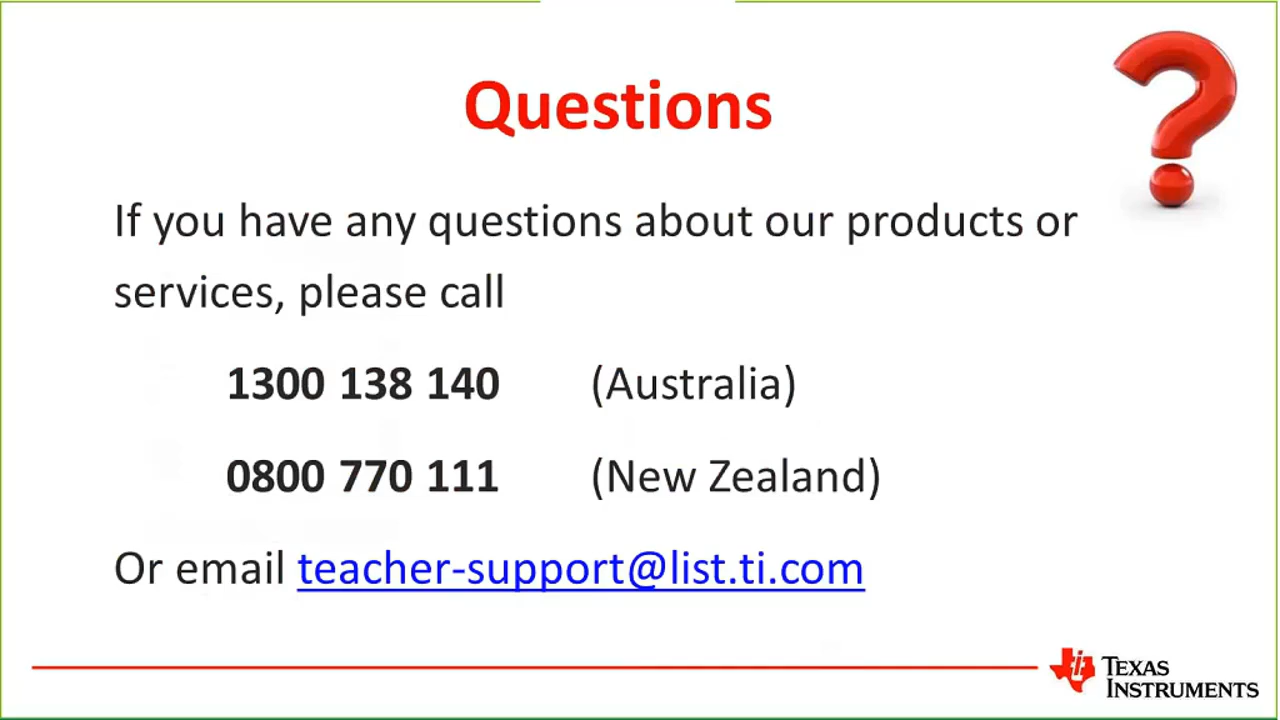 Questions
If you have any questions about our products or
services, please call
1300 138 140 (Australia)
0800 770 111 (New Zealand)
Or email teacher-support@list.ti.com
TEXAS
INSTRUMENTS